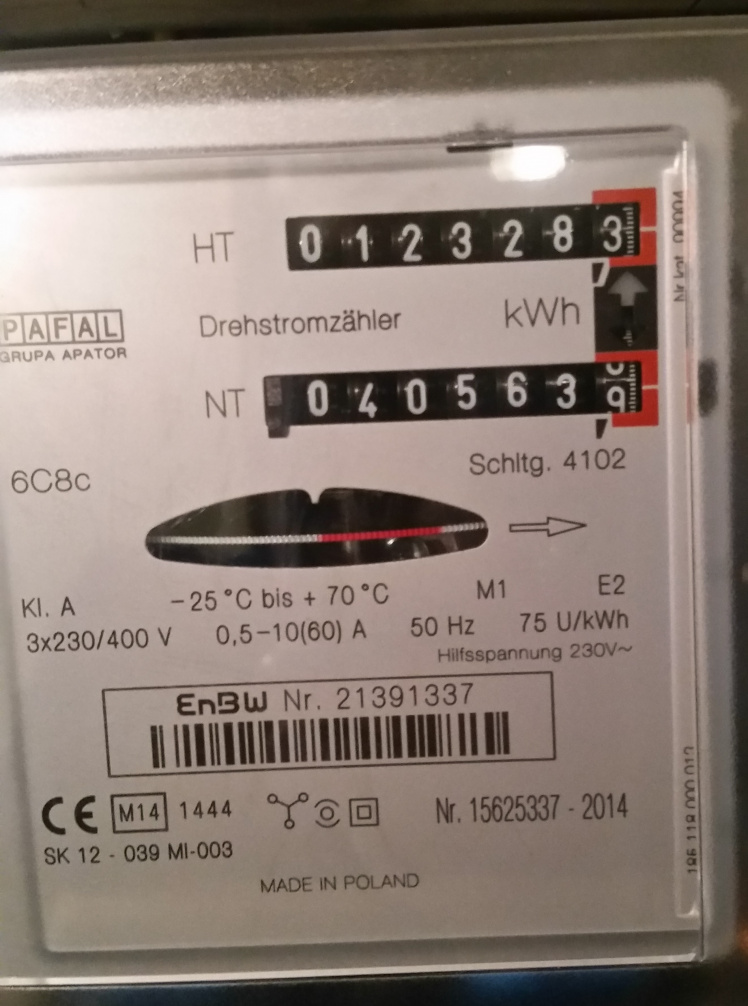 HT 0123283
PAFAL
GRUPA APATOR
Drehstromzähler
kWh
NT 0405639
6C8c
Schltg. 4102
Kl. A
-25 °C bis + 70 °C
M1
E2
3x230/400 V
0,5-10(60) A
50 Hz
75 U/kWh
Hilfsspannung 230V~
EnBW Nr. 21391337
CE M14 1444
Nr. 15625337 - 2014
SK 12 - 039 MI-003
MADE IN POLAND